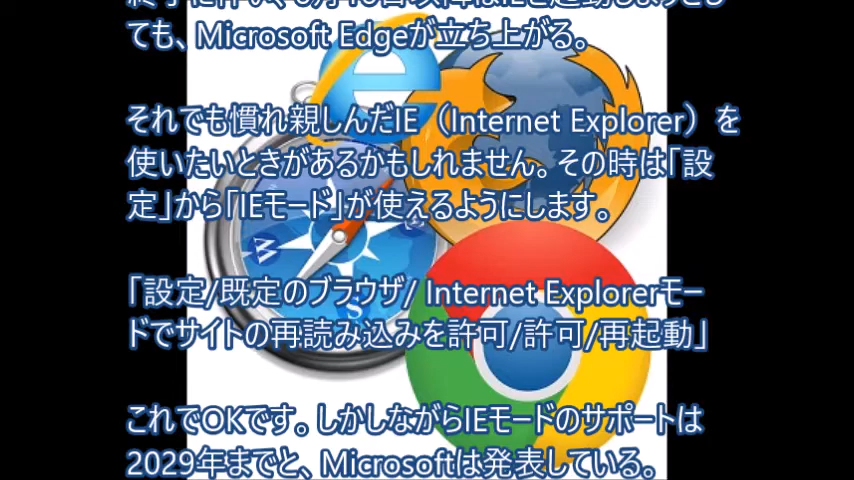 ても、Microsoft Edgeが立ち上がる。
それでも慣れ親しんだIE（Internet Explorer）を
使いたいときがあるかもしれません。その時は「設
定」から「IEモード」が使えるようにします。
「設定/既定のブラウザ/ Internet Explorerモー
ドでサイトの再読み込みを許可/許可/再起動」
これでOKです。しかしながらIEモードのサポートは
2029年までと、Microsoftは発表している。